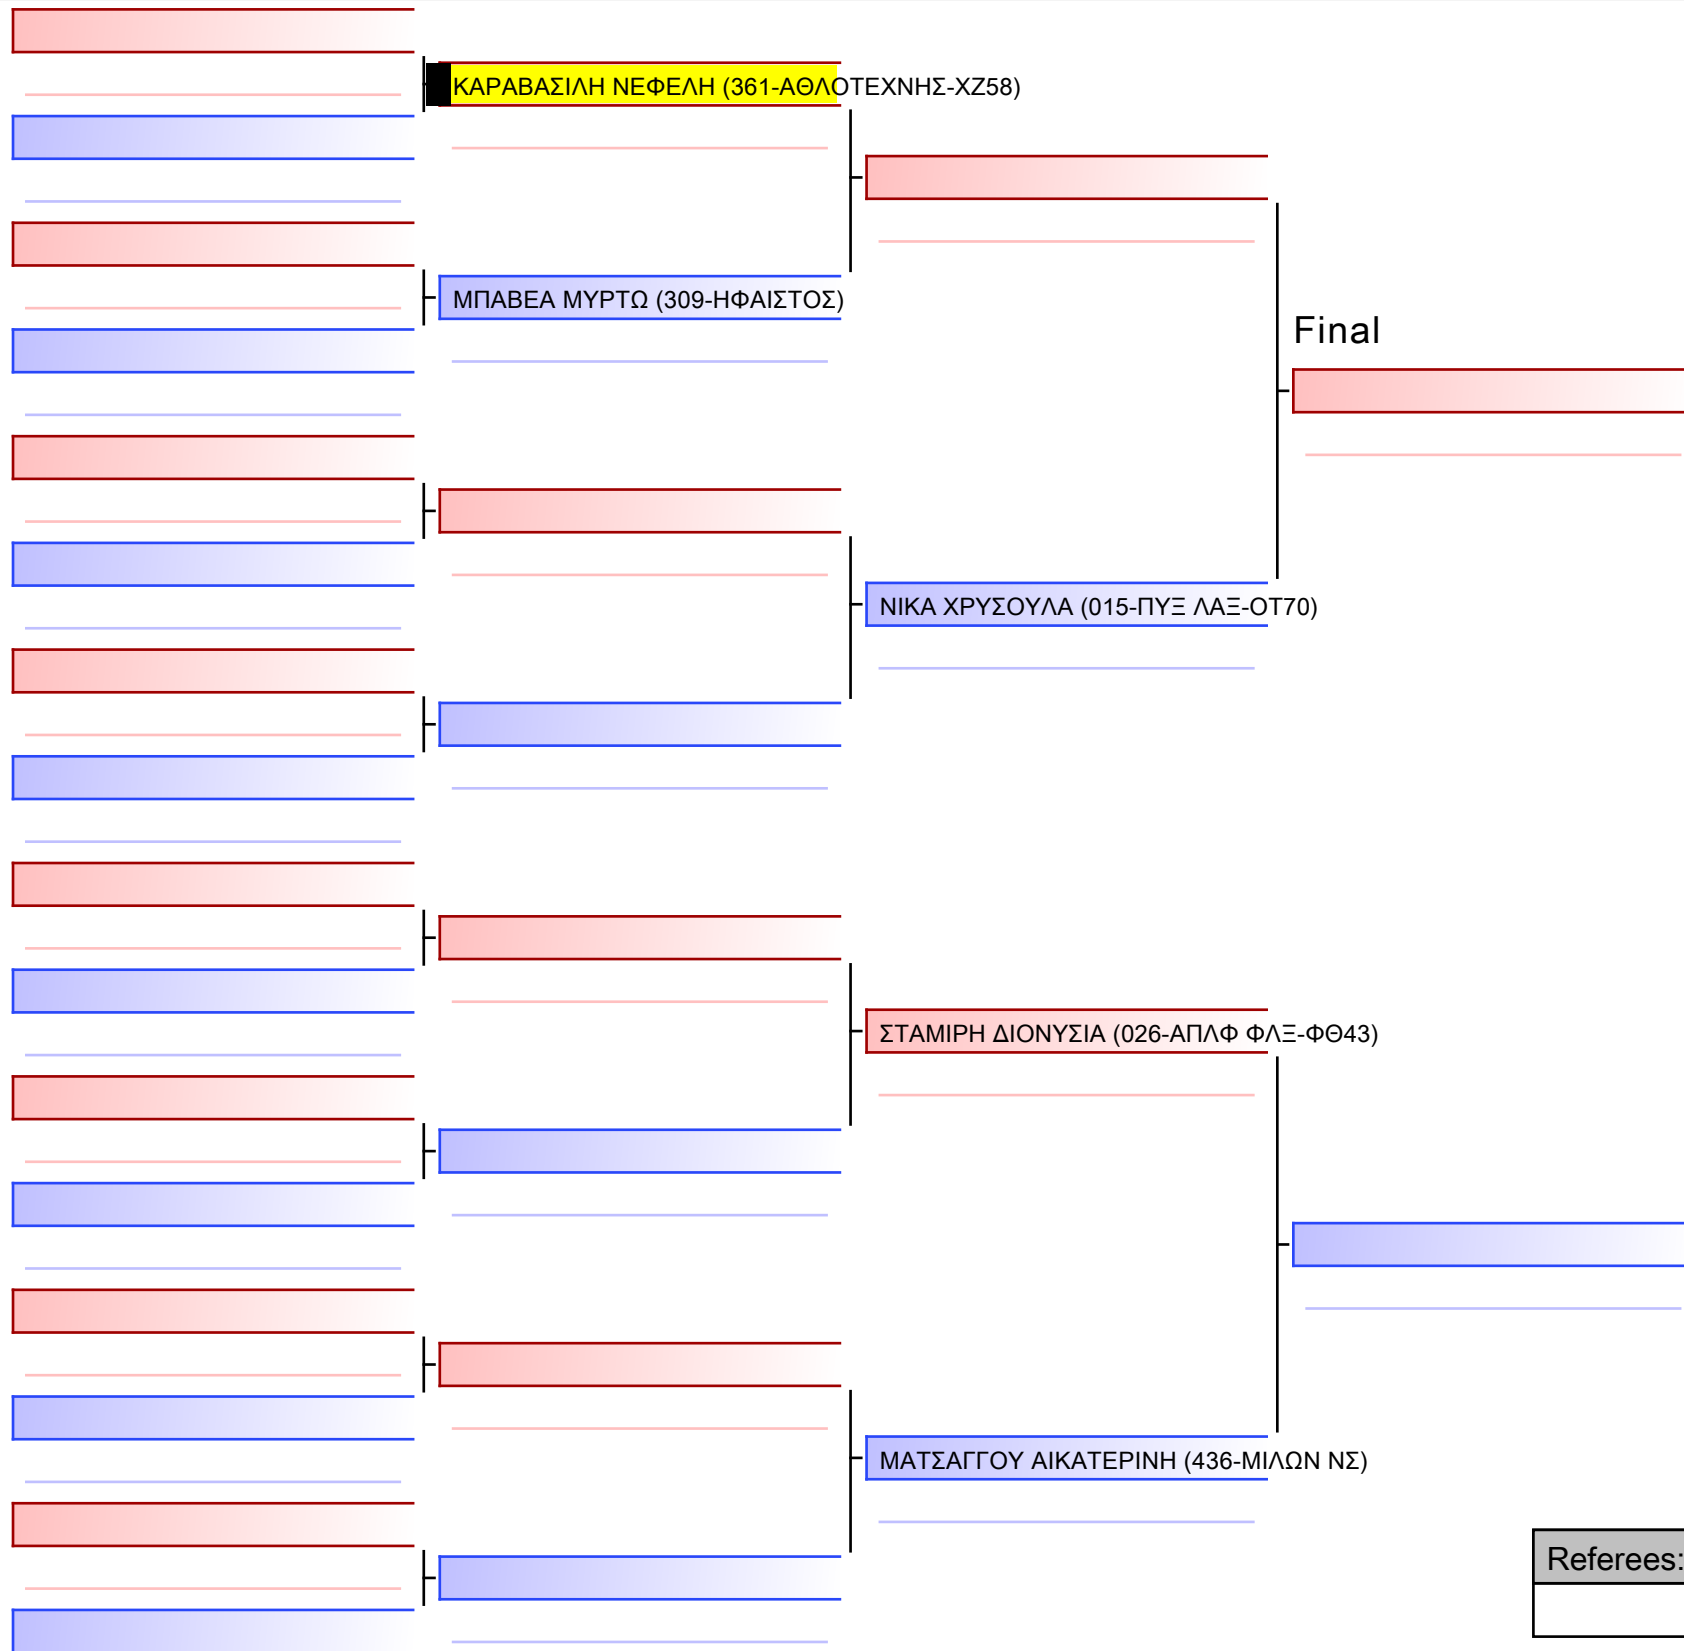 ΚΑΡΑΒΑΣΙΛΗ ΝΕΦΕΛΗ (361-ΑΘΛΟΤΕΧΝΗΣ-ΧΖ58)
ΜΠΑΒΕΑ ΜΥΡΤΩ (309-ΗΦΑΙΣΤΟΣ)
Final
ΝΙΚΑ ΧΡΥΣΟΥΛΑ (015-ΠΥΞ ΛΑΞ-ΟΤ70)
ΣΤΑΜΙΡΗ ΔΙΟΝΥΣΙΑ (026-ΑΠΛΦ ΦΛΞ-ΦΘ43)
ΜΑΤΣΑΓΓΟΥ ΑΙΚΑΤΕΡΙΝΗ (436-ΜΙΛΩΝ ΝΣ)
Referees: